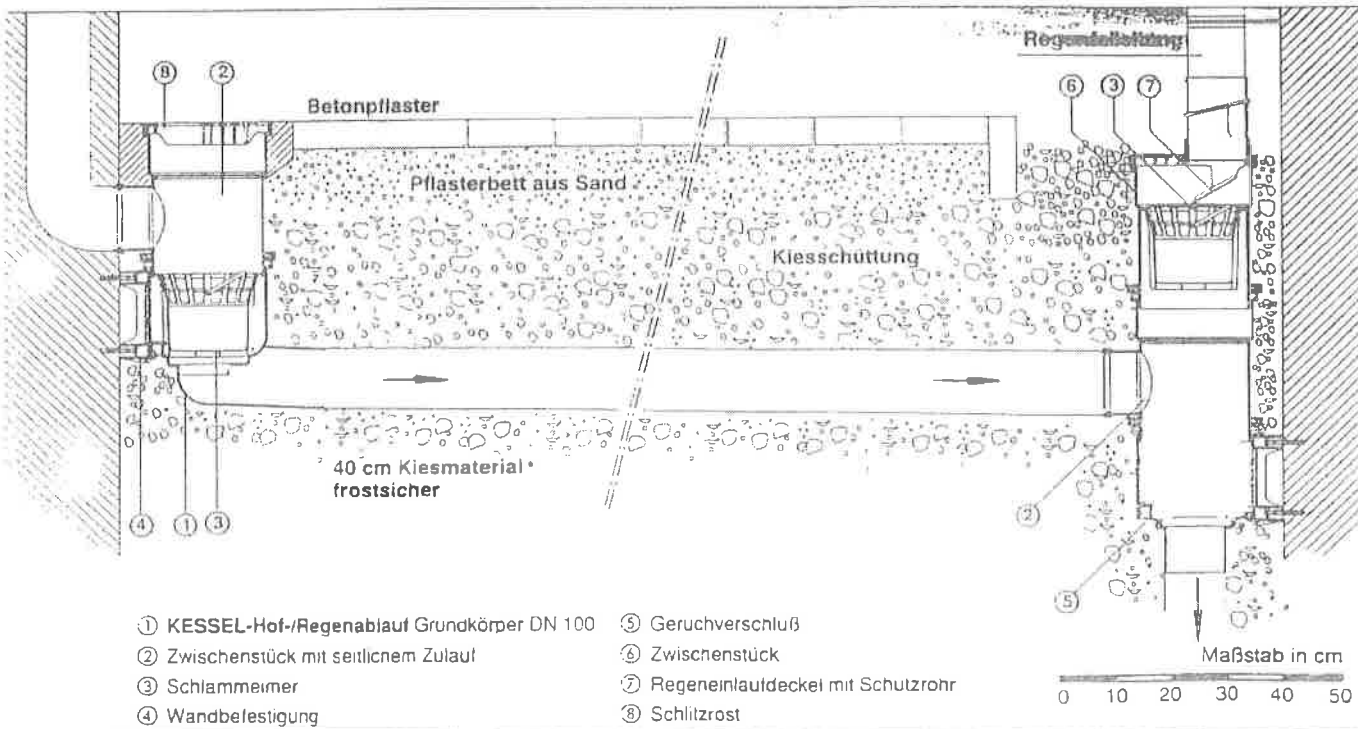 Regenfalleitung
⑧ ② ⑥ ③ ⑦
Betonpflaster
Pflasterbett aus Sand
Kiesschüttung
40 cm Kiesmaterial
frostsicher
④ ① ③ ②
⑤
① KESSEL-Hof-/Regenablauf Grundkörper DN 100
② Zwischenstück mit seitlichem Zulauf
③ Schlammeimer
④ Wandbefestigung
⑤ Geruchverschluß
⑥ Zwischenstück
⑦ Regeneinlaufdeckel mit Schutzrohr
⑧ Schlitzrost
Maßstab in cm
0 10 20 30 40 50